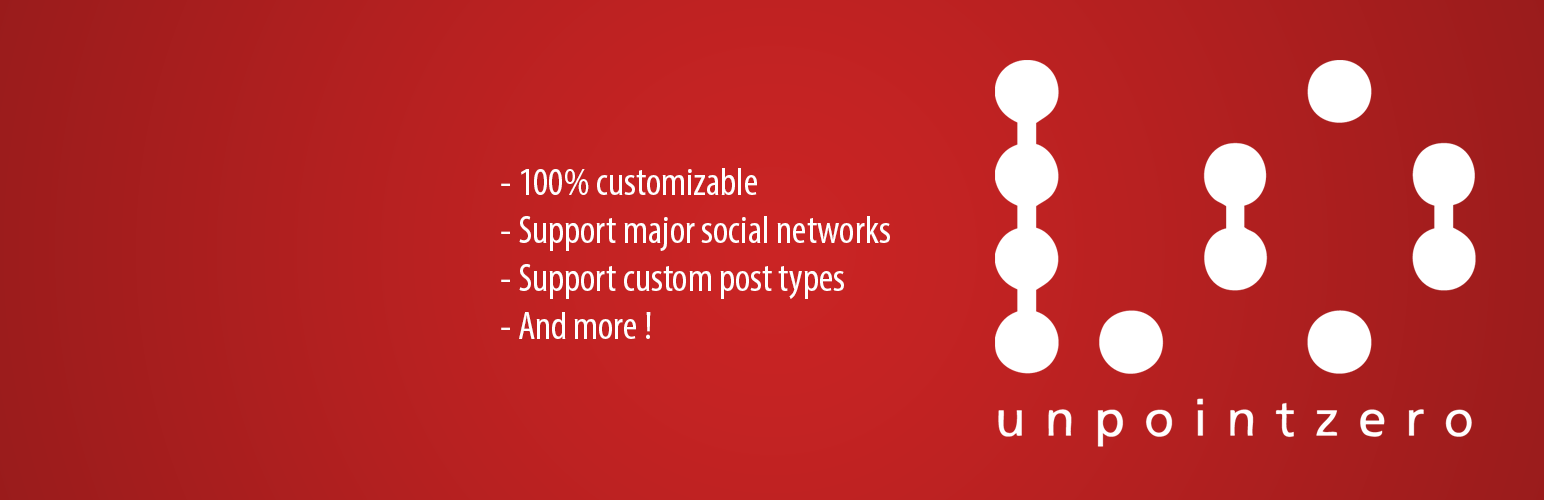 - 100% customizable
- Support major social networks
- Support custom post types
- And more !
unpointzero